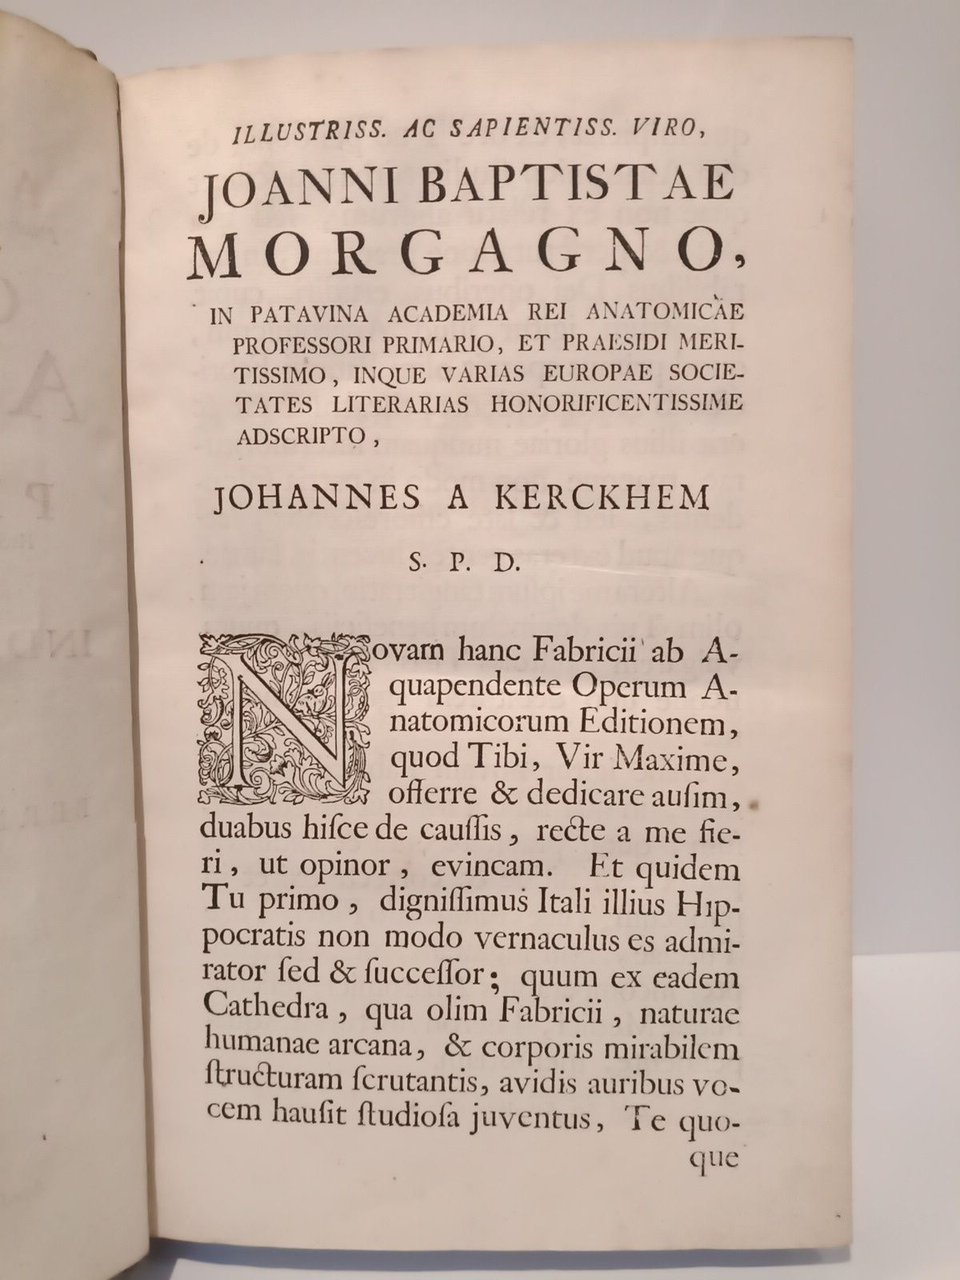 ILLUSTRISS. AC SAPIENTISS. VIRO,
JOANNI BAPTISTAE
MORGAGNO,
IN PATAVINA ACADEMIA REI ANATOMICAE
PROFESSORI PRIMARIO, ET PRAESIDI MERI-
TISSIMO, INQUE VARIAS EUROPAE SOCIE-
TATES LITERARIAS HONORIFICENTISSIME
ADSCRIPTO,
JOHANNES A KERCKHEM
S. P. D.
Novam hanc Fabricii ab A-
quapendente Operum A-
natomicorum Editionem,
quod Tibi, Vir Maxime,
offerre & dedicare auſim,
duabus hiſce de cauſſis, recte a me fie-
ri, ut opinor, evincam. Et quidem
Tu primo, digniſſimus Itali illius Hip-
pocratis non modo vernaculus es admi-
rator ſed & ſucceſſor; quum ex eadem
Cathedra, qua olim Fabricii, naturae
humanae arcana, & corporis mirabilem
ſtructuram ſcrutantis, avidis auribus vo-
cem hauſit ſtudioſa juventus, Te quo-
que